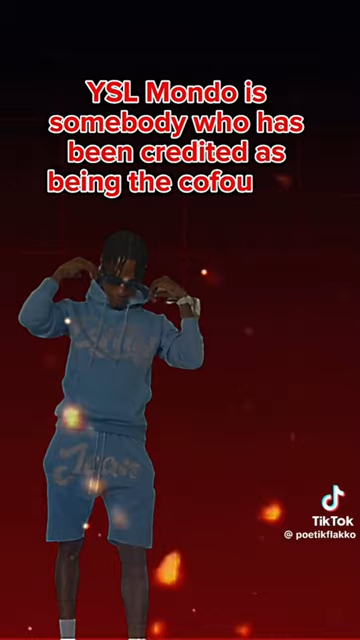 YSL Mondo is
somebody who has
been credited as
being the cofou
TikTok
@ poetikflakko